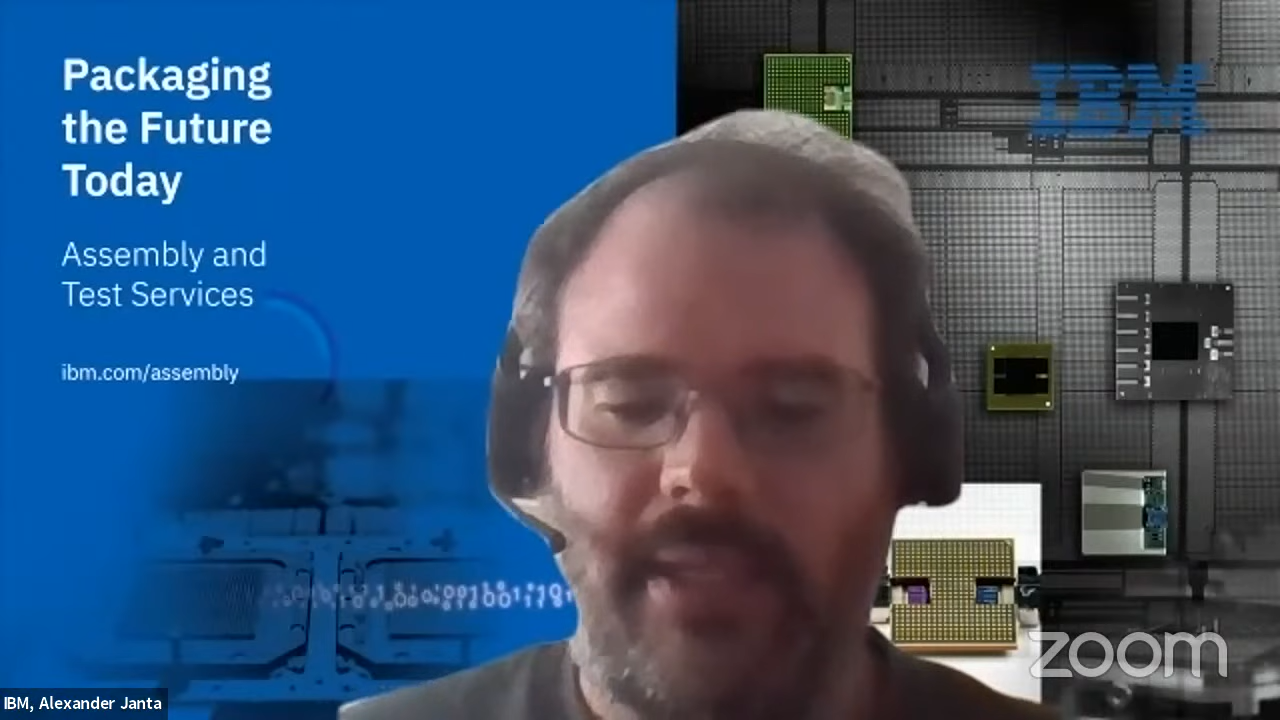 Packaging
the Future
Today
Assembly and
Test Services
ibm.com/assembly
IBM
zoom
IBM, Alexander Janta